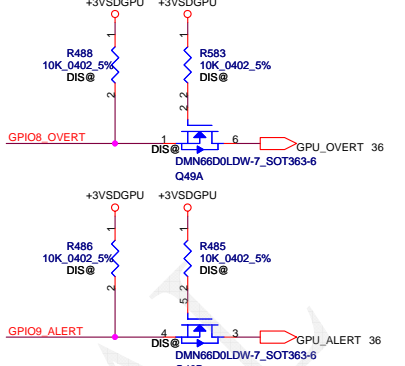 +3VSDGPU +3VSDGPU
1 1
R488 R583
10K_0402_5% 10K_0402_5%
DIS@ DIS@
2 2
2
GPIO8_OVERT 1 6 GPU_OVERT 36
DIS@
DMN66D0LDW-7_SOT363-6
Q49A
+3VSDGPU +3VSDGPU
1 1
R486 R485
10K_0402_5% 10K_0402_5%
DIS@ DIS@
2 2
5
GPIO9_ALERT 4 3 GPU_ALERT 36
DIS@
DMN66D0LDW-7_SOT363-6